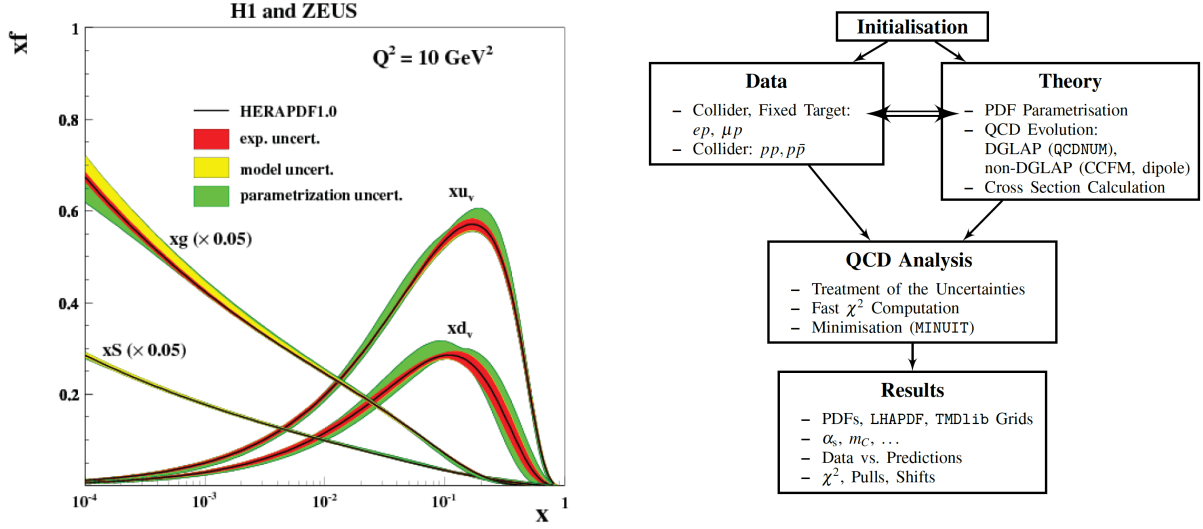 H1 and ZEUS
xf
Q² = 10 GeV²
HERAPDF1.0
exp. uncert.
model uncert.
parametrization uncert.
xuᵥ
xg (× 0.05)
xdᵥ
xS (× 0.05)
1
0.8
0.6
0.4
0.2
10⁻⁴
10⁻³
10⁻²
10⁻¹
1
x
Initialisation
Data
– Collider, Fixed Target:
ep, μp
– Collider: pp, pp̄
Theory
– PDF Parametrisation
– QCD Evolution:
DGLAP (QCDNUM),
non-DGLAP (CCFM, dipole)
– Cross Section Calculation
QCD Analysis
– Treatment of the Uncertainties
– Fast χ² Computation
– Minimisation (MINUIT)
Results
– PDFs, LHAPDF, TMDlib Grids
– αₛ, m_C, ...
– Data vs. Predictions
– χ², Pulls, Shifts